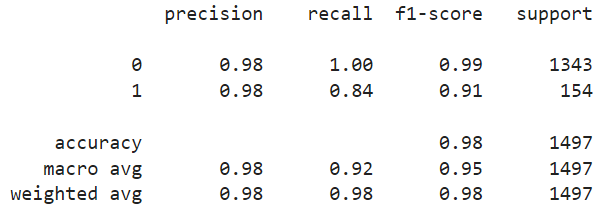 precision recall f1-score support
0 0.98 1.00 0.99 1343
1 0.98 0.84 0.91 154
accuracy 0.98 1497
macro avg 0.98 0.92 0.95 1497
weighted avg 0.98 0.98 0.98 1497